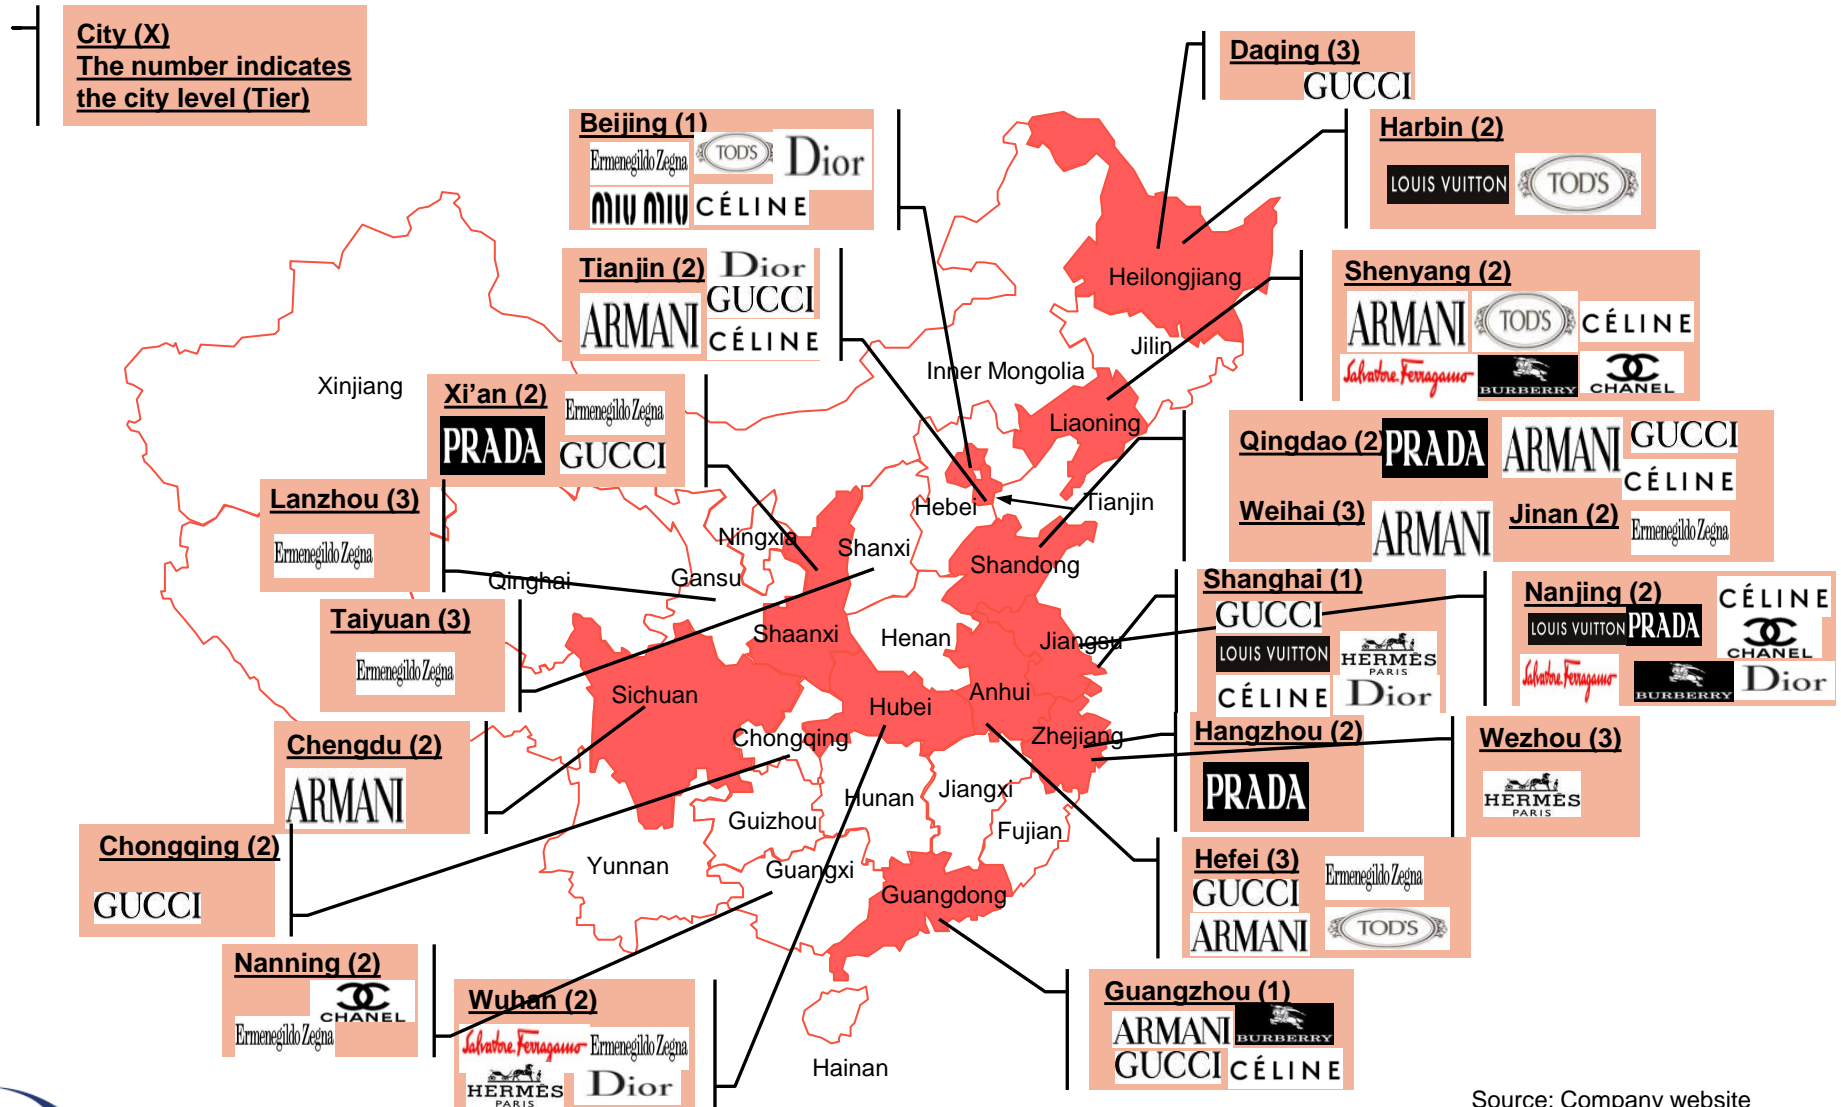 City (X)
The number indicates
the city level (Tier)
Daqing (3)
GUCCI
Beijing (1)
Ermenegildo Zegna
TOD'S
Dior
MIU MIU
CÉLINE
Harbin (2)
LOUIS VUITTON
TOD'S
Tianjin (2)
Dior
GUCCI
ARMANI
CÉLINE
Shenyang (2)
ARMANI
TOD'S
CÉLINE
Salvatore Ferragamo
BURBERRY
CHANEL
Xi'an (2)
Ermenegildo Zegna
PRADA
GUCCI
Qingdao (2)
PRADA
ARMANI
GUCCI
CÉLINE
Weihai (3)
ARMANI
Jinan (2)
Ermenegildo Zegna
Lanzhou (3)
Ermenegildo Zegna
Taiyuan (3)
Ermenegildo Zegna
Shanghai (1)
GUCCI
LOUIS VUITTON
HERMÈS
PARIS
CÉLINE
Dior
Nanjing (2)
CÉLINE
LOUIS VUITTON
PRADA
CHANEL
Salvatore Ferragamo
BURBERRY
Dior
Chengdu (2)
ARMANI
Hangzhou (2)
PRADA
Wezhou (3)
HERMÈS
PARIS
Chongqing (2)
GUCCI
Hefei (3)
GUCCI
Ermenegildo Zegna
ARMANI
TOD'S
Nanning (2)
CHANEL
Ermenegildo Zegna
Wuhan (2)
Salvatore Ferragamo
Ermenegildo Zegna
HERMÈS
PARIS
Dior
Guangzhou (1)
ARMANI
BURBERRY
GUCCI
CÉLINE
Heilongjiang
Jilin
Inner Mongolia
Xinjiang
Liaoning
Hebei
Tianjin
Ningxia
Shanxi
Shandong
Qinghai
Gansu
Shaanxi
Henan
Jiangsu
Sichuan
Hubei
Anhui
Chongqing
Zhejiang
Hunan
Jiangxi
Guizhou
Fujian
Yunnan
Guangxi
Guangdong
Hainan
Source: Company website